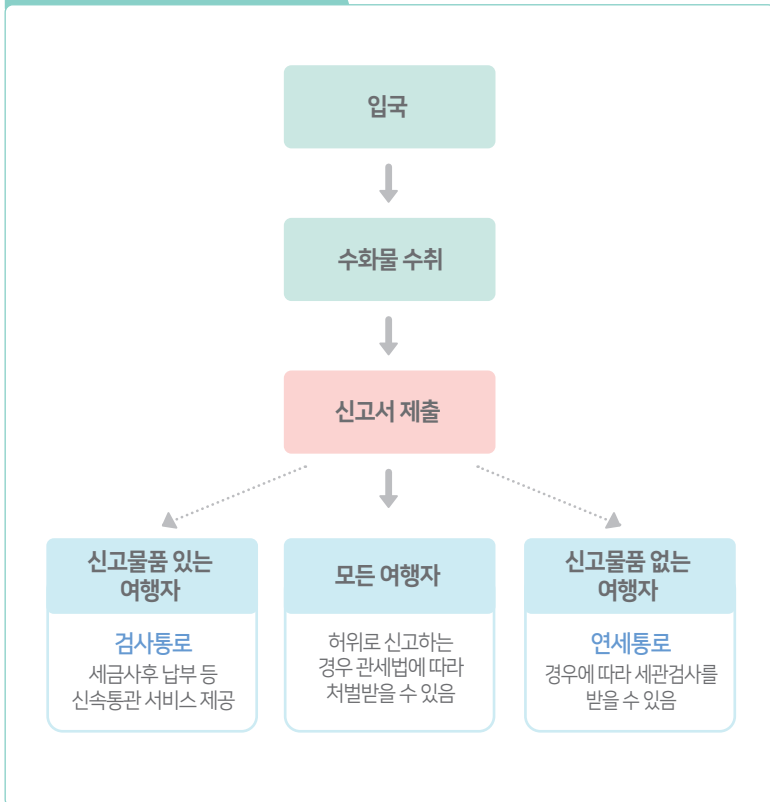 입국
수화물 수취
신고서 제출
신고물품 있는
여행자
검사통로
세금사후 납부 등
신속통관 서비스 제공
모든 여행자
허위로 신고하는
경우 관세법에 따라
처벌받을 수 있음
신고물품 없는
여행자
연세통로
경우에 따라 세관검사를
받을 수 있음